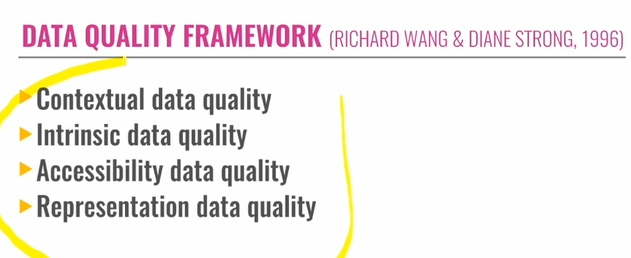 DATA QUALITY FRAMEWORK (RICHARD WANG & DIANE STRONG, 1996)
Contextual data quality
Intrinsic data quality
Accessibility data quality
Representation data quality